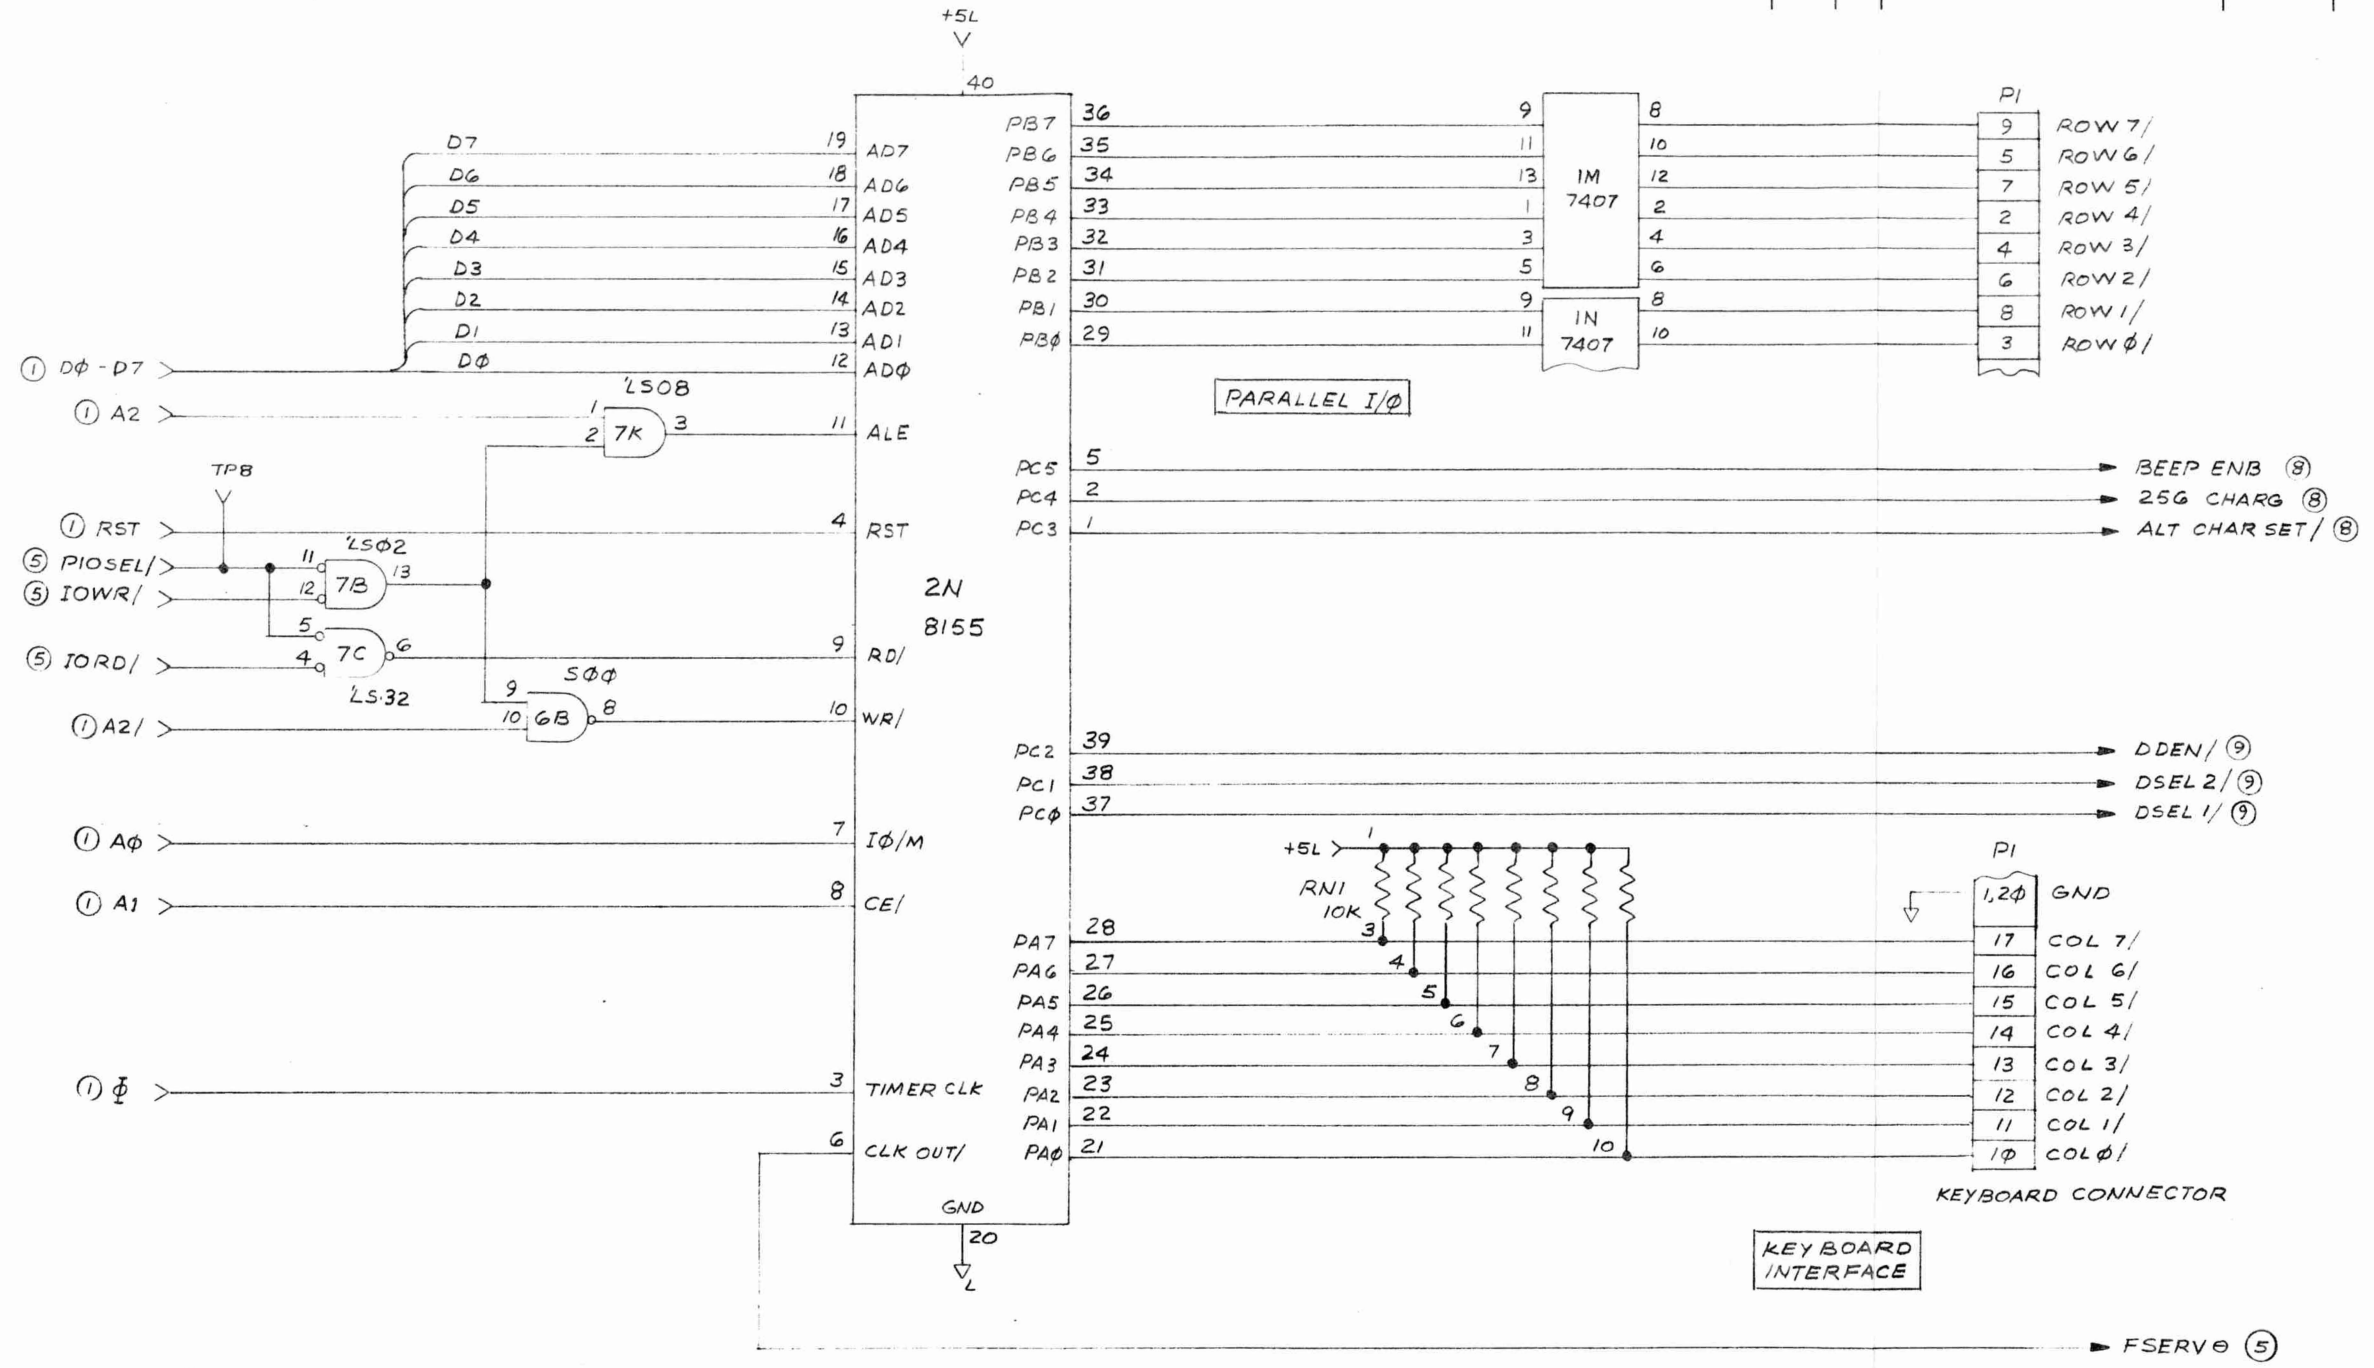 +5L
40
D7 19 AD7
D6 18 AD6
D5 17 AD5
D4 16 AD4
D3 15 AD3
D2 14 AD2
D1 13 AD1
① DØ-D7 DØ 12 ADØ
'LS08
① A2 1 2 7K 3 11 ALE
TP8
① RST 4 RST
'LSØ2
⑤ PIOSEL/ 11
⑤ IOWR/ 12 7B 13
5
⑤ IORD/ 4 7C 6 9 RD/
'LS32
SØØ
9
① A2/ 10 6B 8 10 WR/
① AØ 7 IØ/M
① A1 8 CE/
① Φ 3 TIMER CLK
6 CLK OUT/
2N
8155
GND
20
L
PB7 36 9 8
PB6 35 11 10
PB5 34 13 12
PB4 33 1 2
PB3 32 3 4
PB2 31 5 6
PB1 30 9 8
PBØ 29 11 10
1M
7407
1N
7407
P1
9 ROW 7/
5 ROW 6/
7 ROW 5/
2 ROW 4/
4 ROW 3/
6 ROW 2/
8 ROW 1/
3 ROW Ø/
PARALLEL I/Ø
PC5 5 BEEP ENB ⑧
PC4 2 256 CHARG ⑧
PC3 1 ALT CHAR SET/ ⑧
PC2 39 DDEN/ ⑨
PC1 38 DSEL 2/ ⑨
PCØ 37 DSEL 1/ ⑨
+5L 1
RN1
10K
P1
1,2Ø GND
PA7 28 3 17 COL 7/
PA6 27 4 16 COL 6/
PA5 26 5 15 COL 5/
PA4 25 6 14 COL 4/
PA3 24 7 13 COL 3/
PA2 23 8 12 COL 2/
PA1 22 9 11 COL 1/
PAØ 21 10 1Ø COL Ø/
KEYBOARD CONNECTOR
KEYBOARD
INTERFACE
FSERVO ⑤